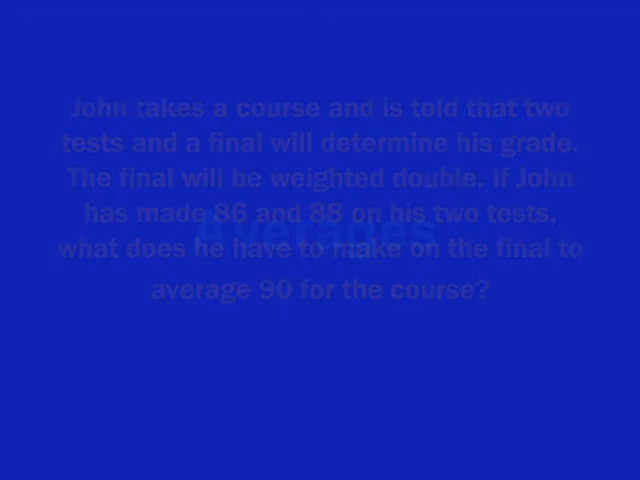 John takes a course and is told that two
tests and a final will determine his grade.
The final will be weighted double. If John
has made 86 and 88 on his two tests,
Averages
what does he have to make on the final to
average 90 for the course?